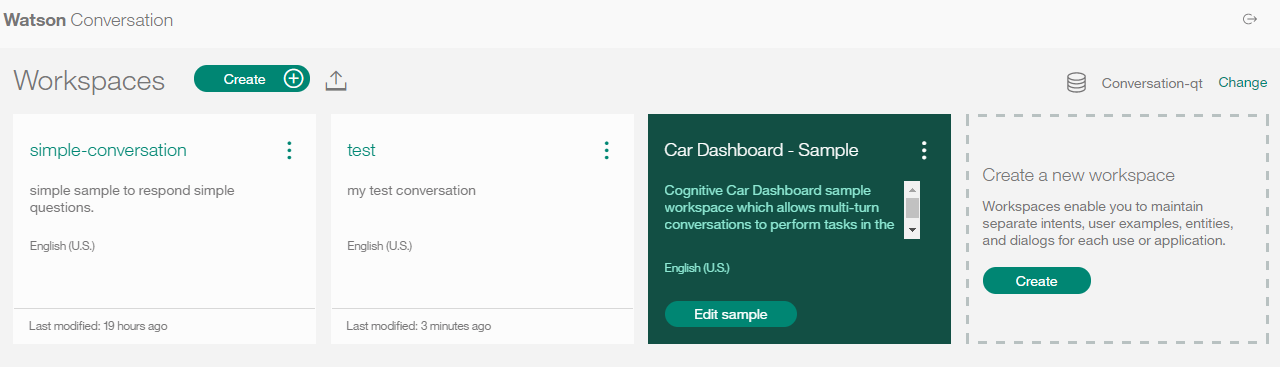 Watson Conversation
Workspaces
Create
Conversation-qt
Change
simple-conversation
simple sample to respond simple
questions.
English (U.S.)
Last modified: 19 hours ago
test
my test conversation
English (U.S.)
Last modified: 3 minutes ago
Car Dashboard - Sample
Cognitive Car Dashboard sample
workspace which allows multi-turn
conversations to perform tasks in the
English (U.S.)
Edit sample
Create a new workspace
Workspaces enable you to maintain
separate intents, user examples, entities,
and dialogs for each use or application.
Create